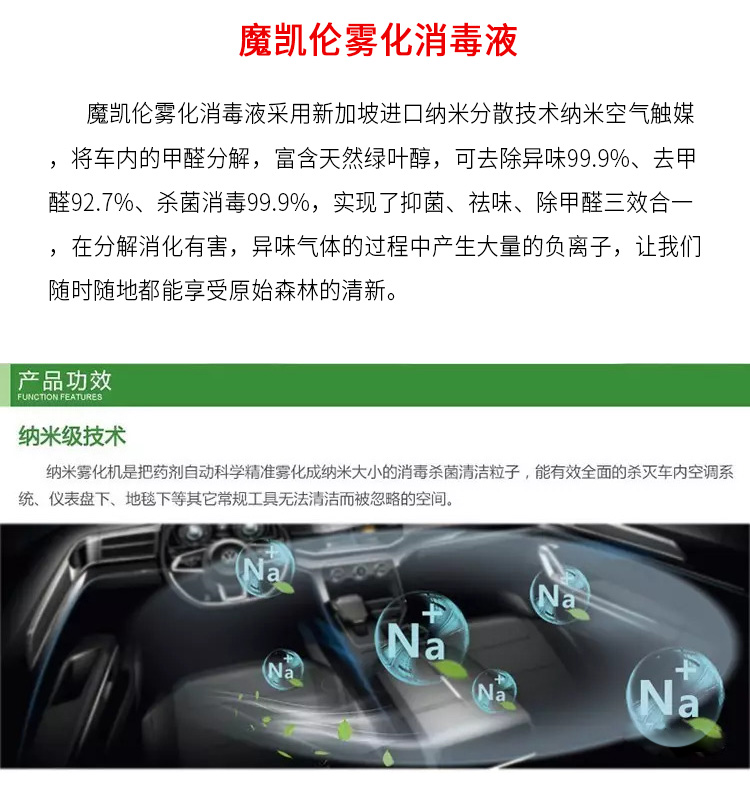 魔凯伦雾化消毒液
魔凯伦雾化消毒液采用新加坡进口纳米分散技术纳米空气触媒
，将车内的甲醛分解，富含天然绿叶醇，可去除异味99.9%、去甲
醛92.7%、杀菌消毒99.9%，实现了抑菌、祛味、除甲醛三效合一
，在分解消化有害，异味气体的过程中产生大量的负离子，让我们
随时随地都能享受原始森林的清新。
产品功效
FUNCTION FEATURES
纳米级技术
纳米雾化机是把药剂自动科学精准雾化成纳米大小的消毒杀菌清洁粒子，能有效全面的杀灭车内空调系
统、仪表盘下、地毯下等其它常规工具无法清洁而被忽略的空间。
Na+
Na+
Na+
Na+
Na+
Na+